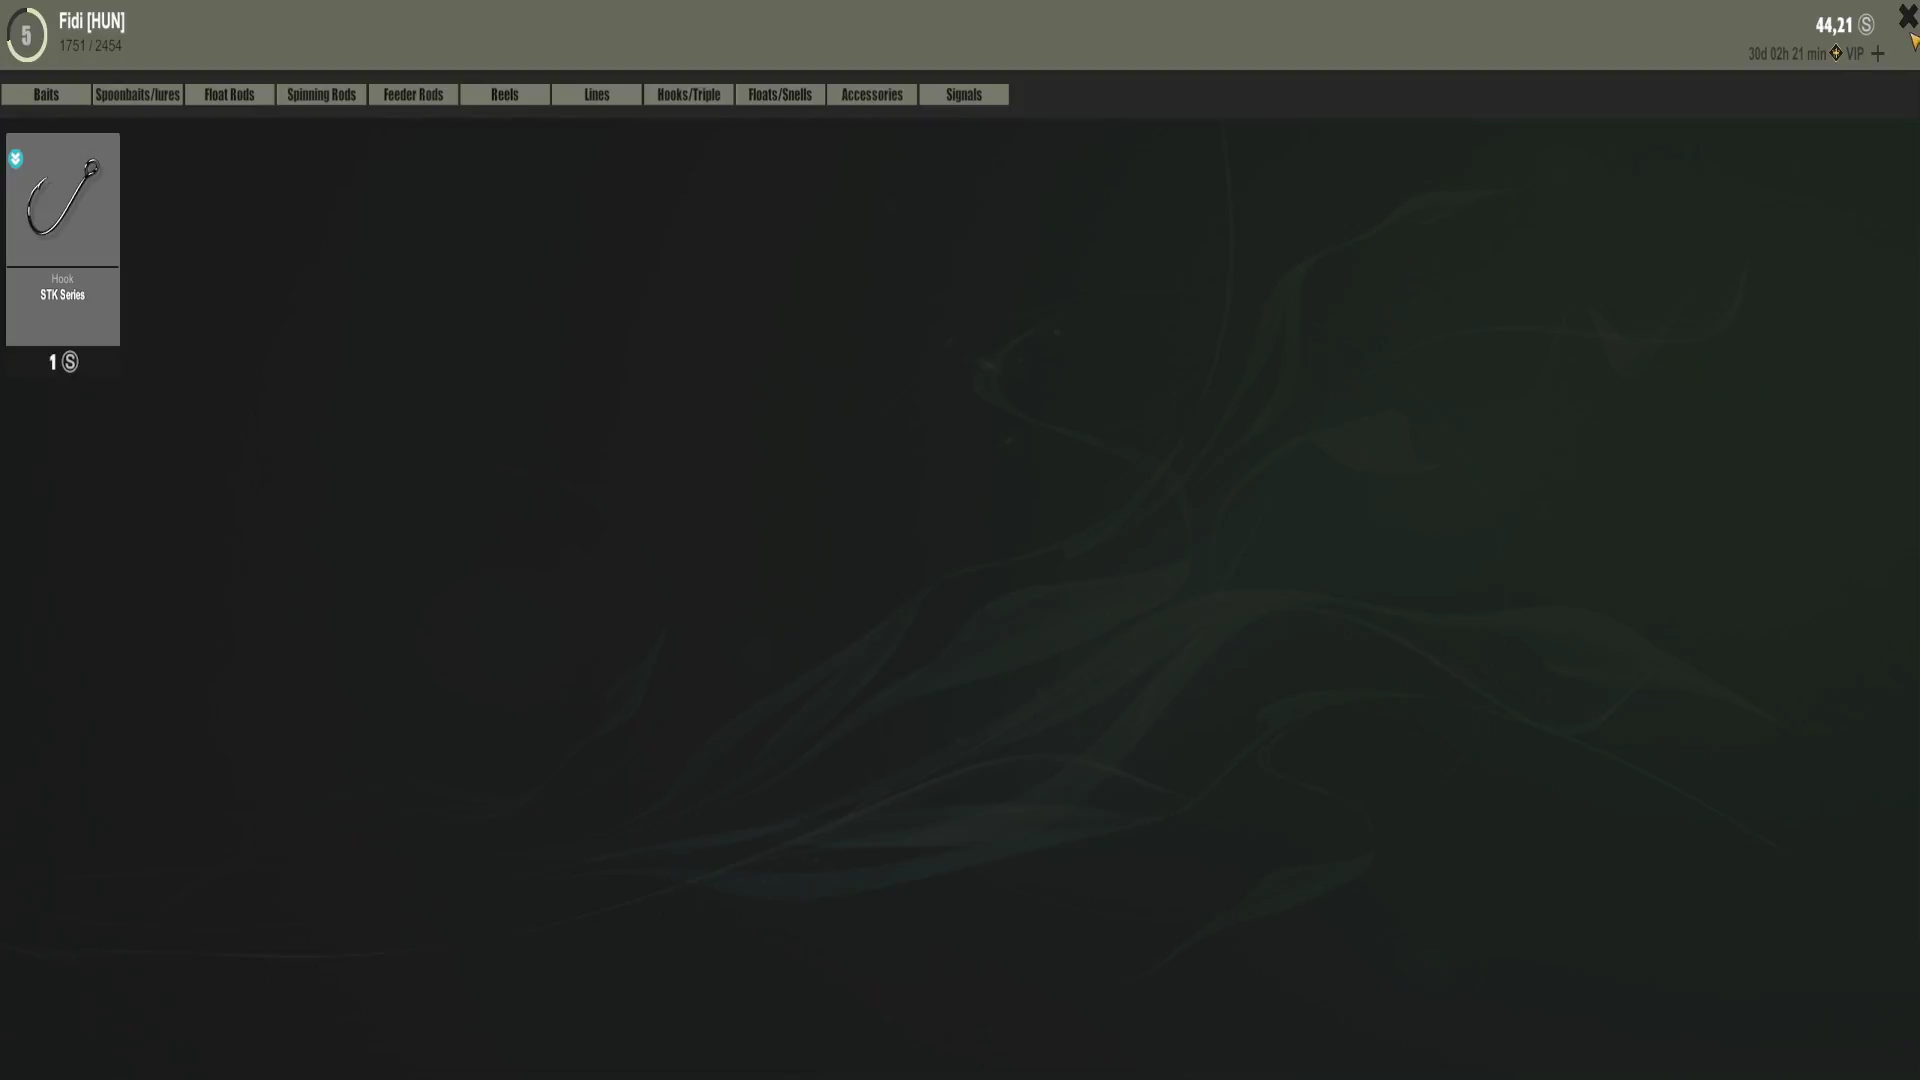 5
Fidi [HUN]
1751 / 2454
44,21 S
30d 02h 21 min VIP +
Baits
Spoonbaits/lures
Float Rods
Spinning Rods
Feeder Rods
Reels
Lines
Hooks/Triple
Floats/Snells
Accessories
Signals
Hook
STK Series
1 S